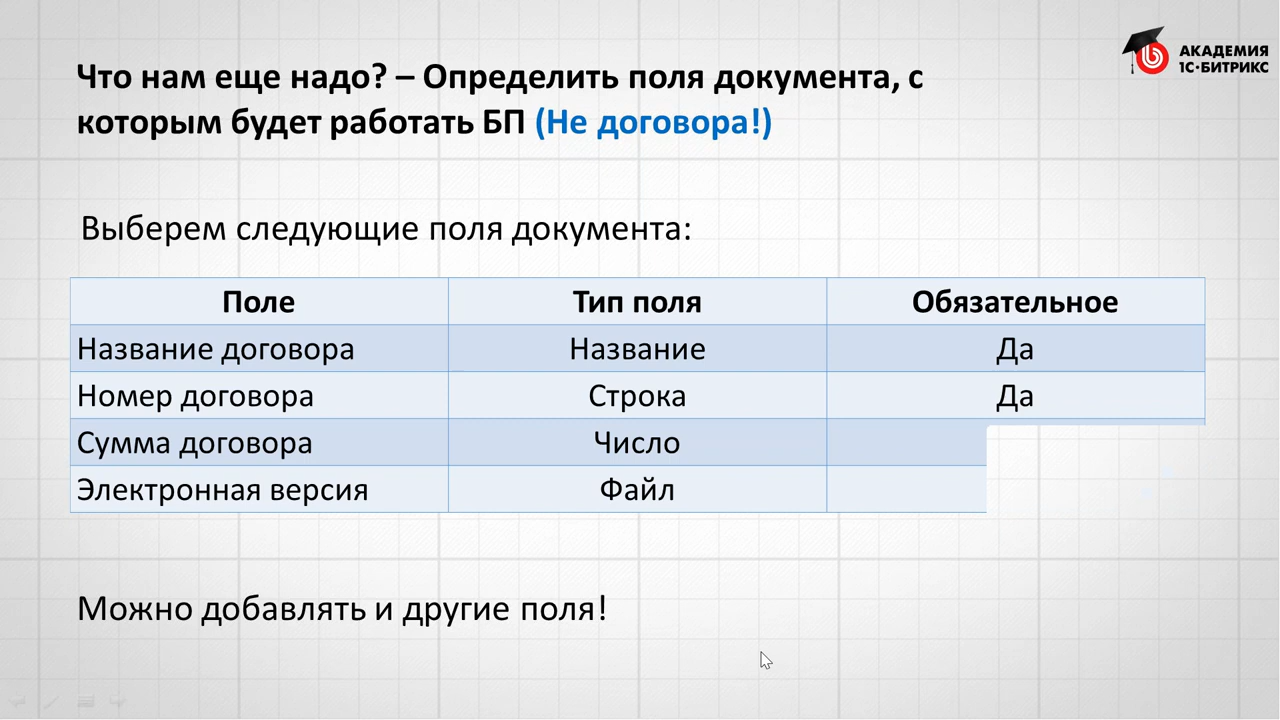 АКАДЕМИЯ
1С·БИТРИКС
Что нам еще надо? – Определить поля документа, с
которым будет работать БП (Не договора!)
Выберем следующие поля документа:
Поле Тип поля Обязательное
Название договора Название Да
Номер договора Строка Да
Сумма договора Число
Электронная версия Файл
Можно добавлять и другие поля!